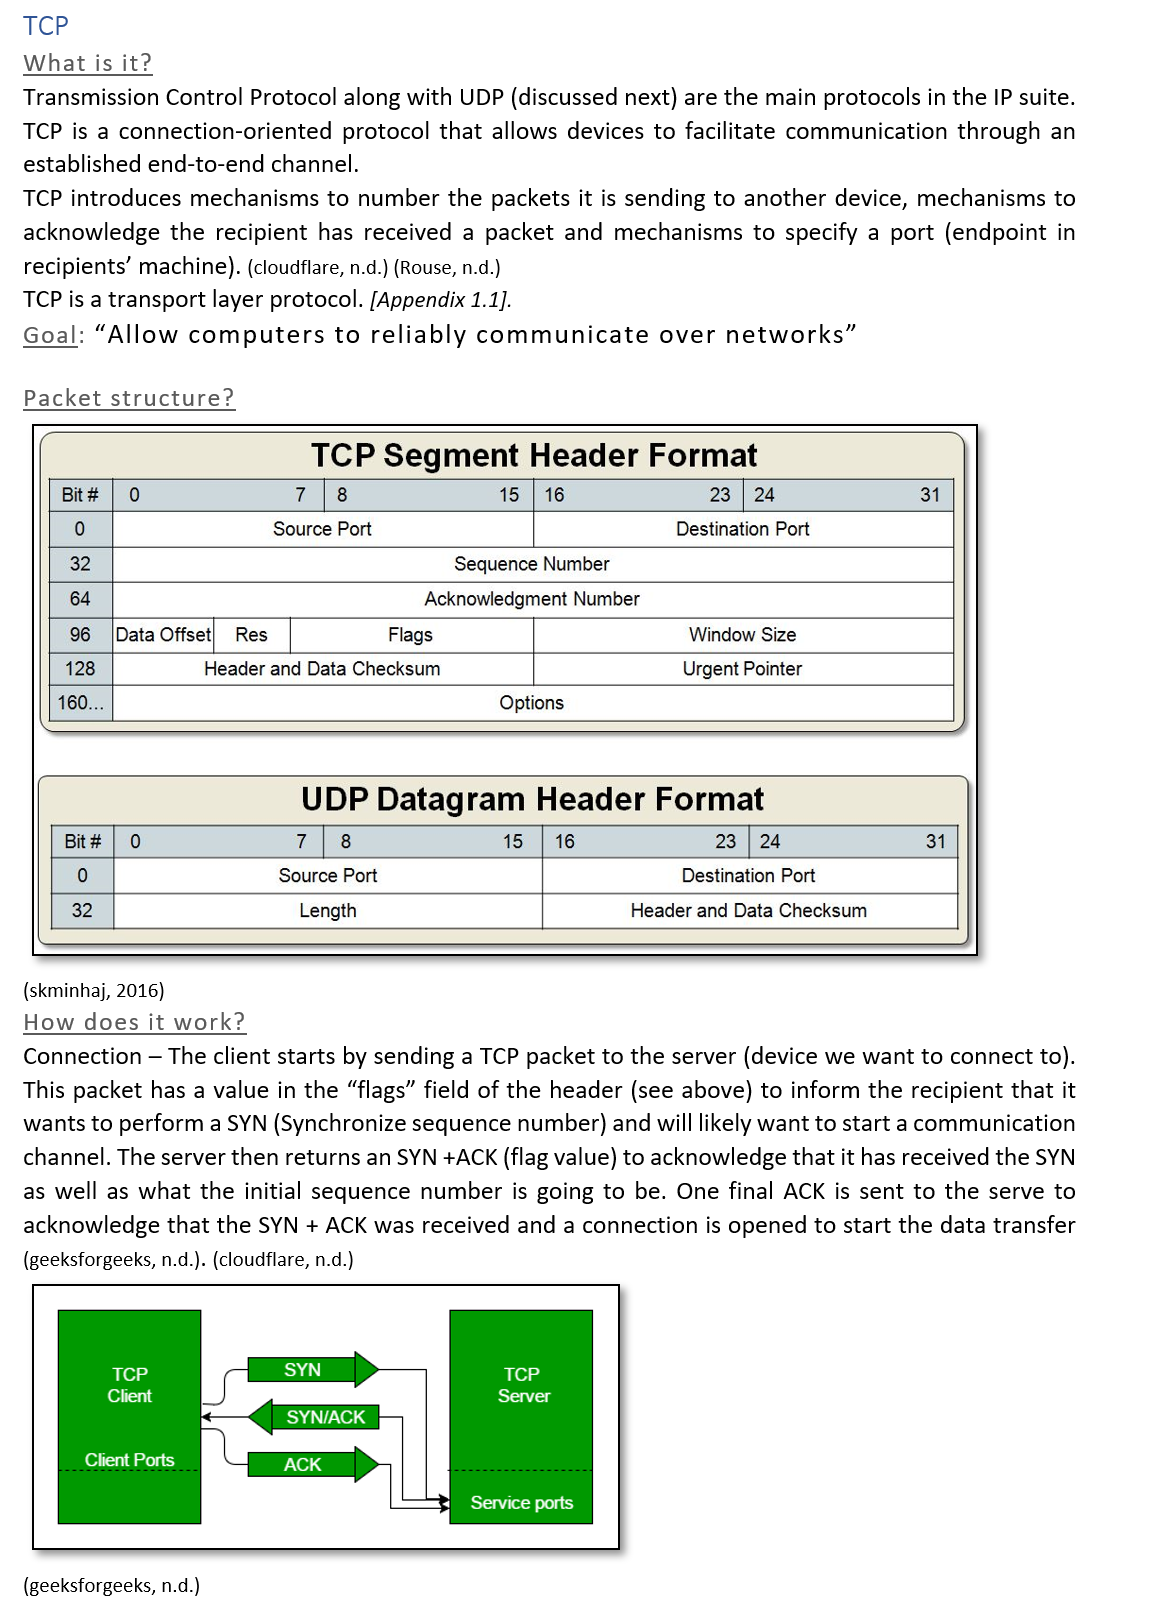 TCP
What is it?
Transmission Control Protocol along with UDP (discussed next) are the main protocols in the IP suite.
TCP is a connection-oriented protocol that allows devices to facilitate communication through an
established end-to-end channel.
TCP introduces mechanisms to number the packets it is sending to another device, mechanisms to
acknowledge the recipient has received a packet and mechanisms to specify a port (endpoint in
recipients’ machine). (cloudflare, n.d.) (Rouse, n.d.)
TCP is a transport layer protocol. [Appendix 1.1].
Goal: “Allow computers to reliably communicate over networks”
Packet structure?
TCP Segment Header Format
Bit # 0 7 8 15 16 23 24 31
0 Source Port Destination Port
32 Sequence Number
64 Acknowledgment Number
96 Data Offset Res Flags Window Size
128 Header and Data Checksum Urgent Pointer
160... Options
UDP Datagram Header Format
Bit # 0 7 8 15 16 23 24 31
0 Source Port Destination Port
32 Length Header and Data Checksum
(skminhaj, 2016)
How does it work?
Connection – The client starts by sending a TCP packet to the server (device we want to connect to).
This packet has a value in the “flags” field of the header (see above) to inform the recipient that it
wants to perform a SYN (Synchronize sequence number) and will likely want to start a communication
channel. The server then returns an SYN +ACK (flag value) to acknowledge that it has received the SYN
as well as what the initial sequence number is going to be. One final ACK is sent to the serve to
acknowledge that the SYN + ACK was received and a connection is opened to start the data transfer
(geeksforgeeks, n.d.). (cloudflare, n.d.)
TCP
Client
Client Ports
SYN
SYN/ACK
ACK
TCP
Server
Service ports
(geeksforgeeks, n.d.)